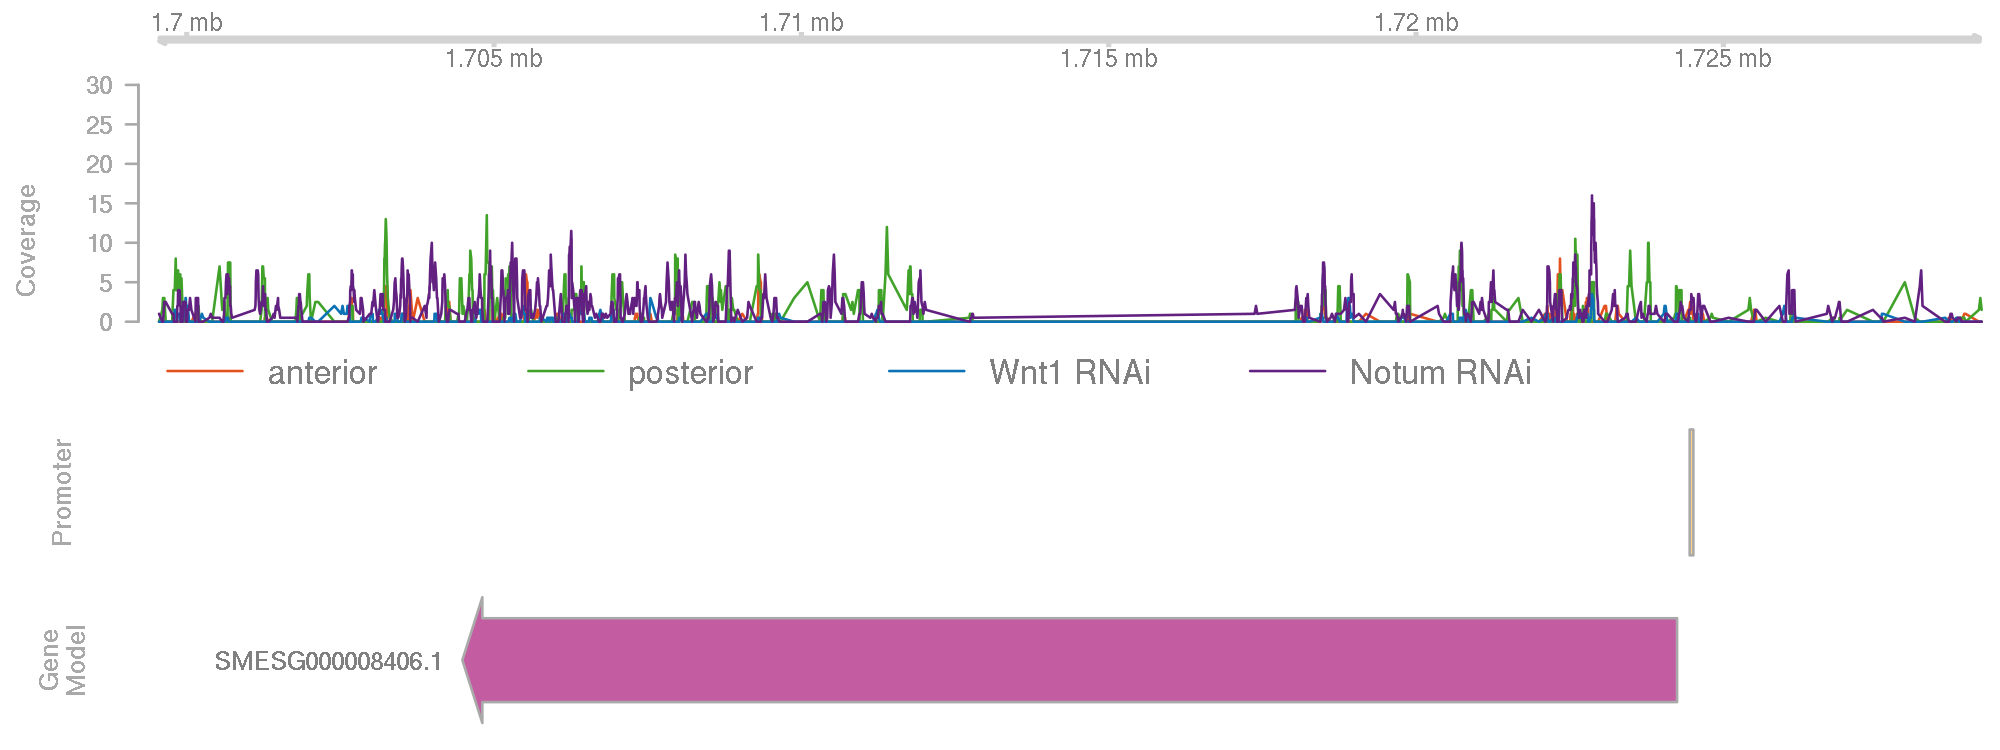 1.7 mb 1.71 mb 1.72 mb
1.705 mb 1.715 mb 1.725 mb
Coverage
30
25
20
15
10
5
0
anterior posterior Wnt1 RNAi Notum RNAi
Promoter
Gene
Model
SMESG000008406.1